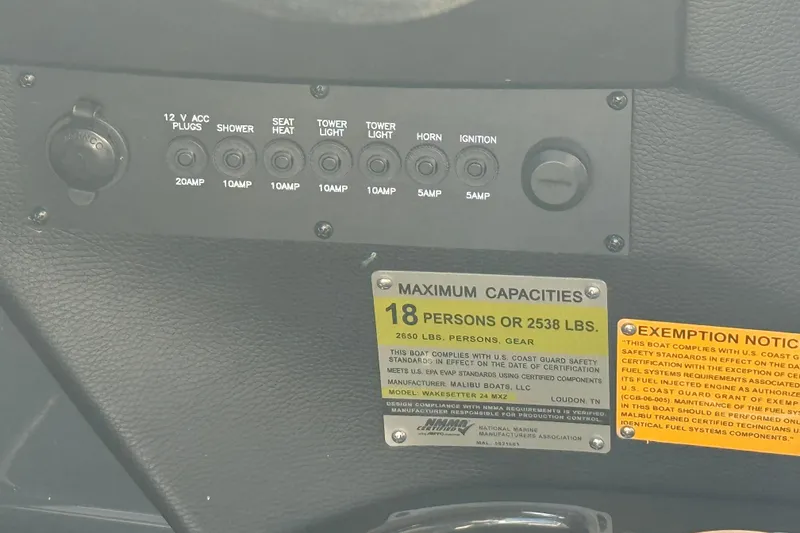 12 V ACC
PLUGS
SHOWER
SEAT
HEAT
TOWER
LIGHT
TOWER
LIGHT
HORN
IGNITION
20AMP
10AMP
10AMP
10AMP
10AMP
5AMP
5AMP
MAXIMUM CAPACITIES
18 PERSONS OR 2538 LBS.
2650 LBS. PERSONS, GEAR
THIS BOAT COMPLIES WITH U.S. COAST GUARD SAFETY
STANDARDS IN EFFECT ON THE DATE OF CERTIFICATION
MEETS U.S. EPA EVAP STANDARDS USING CERTIFIED COMPONENTS
MANUFACTURER: MALIBU BOATS, LLC
MODEL: WAKESETTER 24 MXZ LOUDON, TN
DESIGN COMPLIANCE WITH NMMA REQUIREMENTS IS VERIFIED.
MANUFACTURER RESPONSIBLE FOR PRODUCTION CONTROL.
NMMA
CERTIFIED
NATIONAL MARINE
MANUFACTURERS ASSOCIATION
EXEMPTION NOTIC
"THIS BOAT COMPLIES WITH U.S. COAST G
SAFETY STANDARDS IN EFFECT ON THE DA
CERTIFICATION WITH THE EXCEPTION OF CE
FUEL SYSTEMS REQUIREMENTS ASSOCIATED
ITS FUEL INJECTED ENGINE AS AUTHORIZE
U.S. COAST GUARD GRANT OF EXEMP
(CGB-06-005). MAINTENANCE OF THE FUEL SY
IN THIS BOAT SHOULD BE PERFORMED ONL
MALIBU TRAINED CERTIFIED TECHNICIANS U
IDENTICAL FUEL SYSTEMS COMPONENTS."